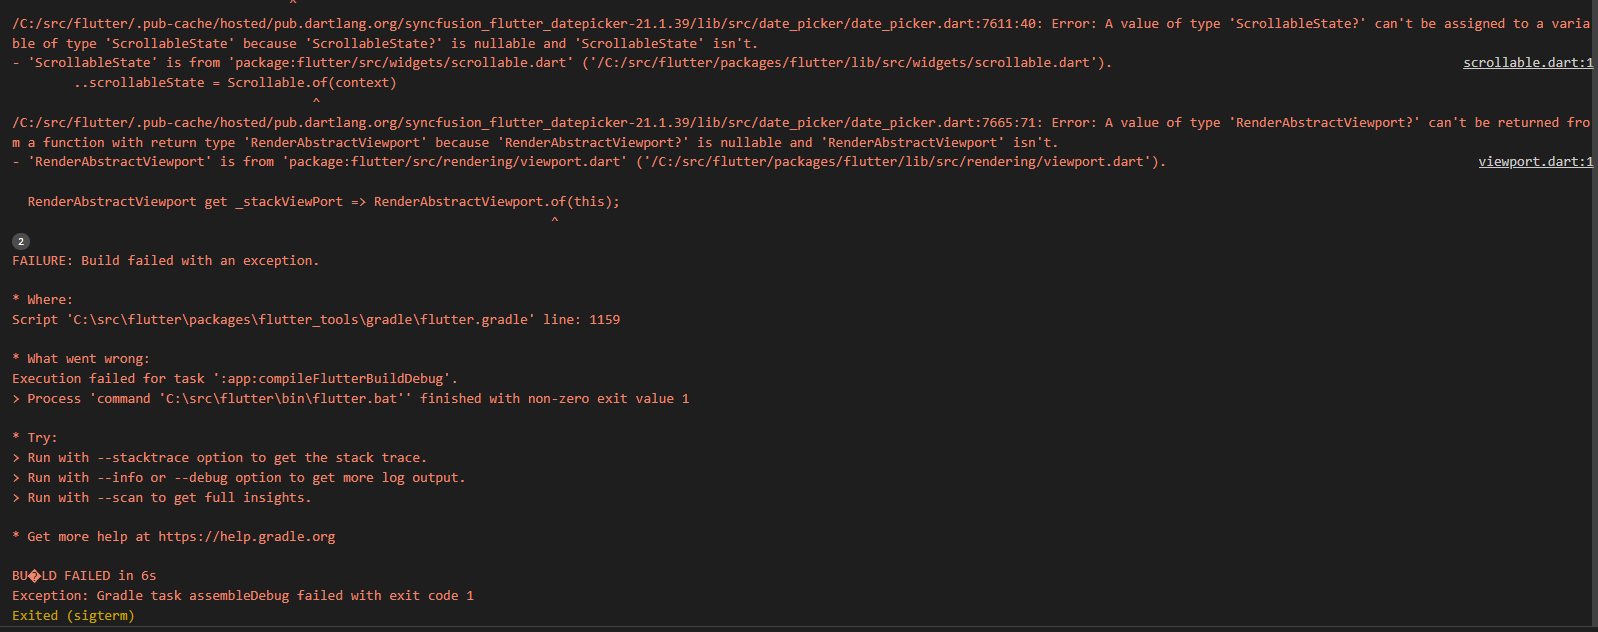 ^
/C:/src/flutter/.pub-cache/hosted/pub.dartlang.org/syncfusion_flutter_datepicker-21.1.39/lib/src/date_picker/date_picker.dart:7611:40: Error: A value of type 'ScrollableState?' can't be assigned to a varia
ble of type 'ScrollableState' because 'ScrollableState?' is nullable and 'ScrollableState' isn't.
- 'ScrollableState' is from 'package:flutter/src/widgets/scrollable.dart' ('/C:/src/flutter/packages/flutter/lib/src/widgets/scrollable.dart'). scrollable.dart:1
..scrollableState = Scrollable.of(context)
^
/C:/src/flutter/.pub-cache/hosted/pub.dartlang.org/syncfusion_flutter_datepicker-21.1.39/lib/src/date_picker/date_picker.dart:7665:71: Error: A value of type 'RenderAbstractViewport?' can't be returned fro
m a function with return type 'RenderAbstractViewport' because 'RenderAbstractViewport?' is nullable and 'RenderAbstractViewport' isn't.
- 'RenderAbstractViewport' is from 'package:flutter/src/rendering/viewport.dart' ('/C:/src/flutter/packages/flutter/lib/src/rendering/viewport.dart'). viewport.dart:1
RenderAbstractViewport get _stackViewPort => RenderAbstractViewport.of(this);
^
2
FAILURE: Build failed with an exception.
* Where:
Script 'C:\src\flutter\packages\flutter_tools\gradle\flutter.gradle' line: 1159
* What went wrong:
Execution failed for task ':app:compileFlutterBuildDebug'.
> Process 'command 'C:\src\flutter\bin\flutter.bat'' finished with non-zero exit value 1
* Try:
> Run with --stacktrace option to get the stack trace.
> Run with --info or --debug option to get more log output.
> Run with --scan to get full insights.
* Get more help at https://help.gradle.org
BU�LD FAILED in 6s
Exception: Gradle task assembleDebug failed with exit code 1
Exited (sigterm)